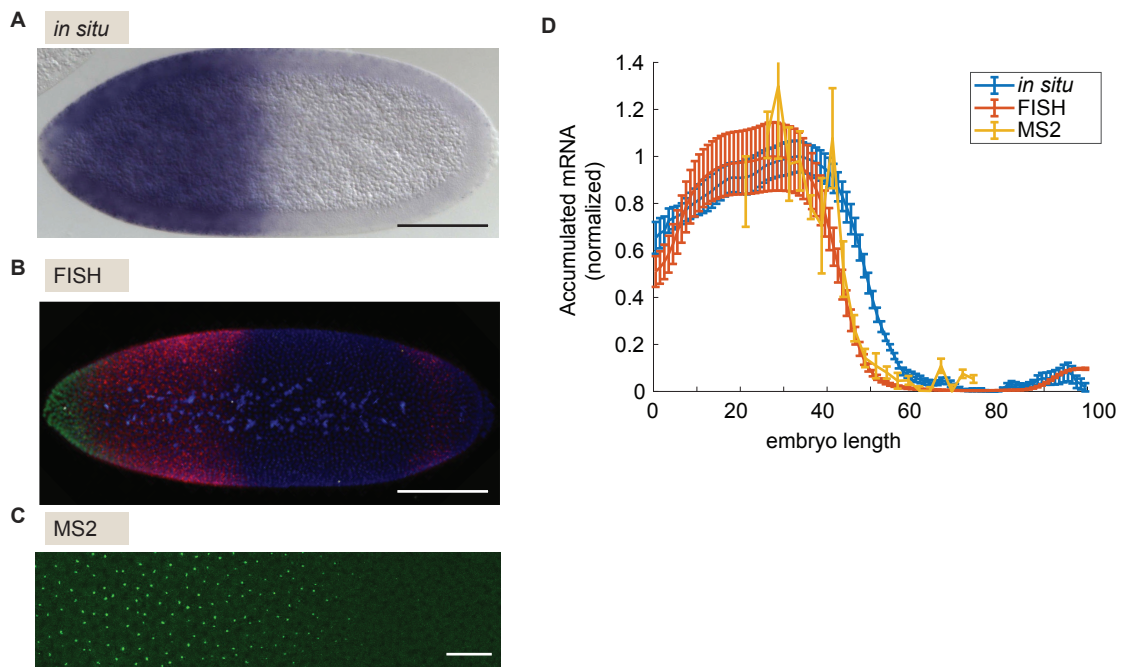 A
in situ
B
FISH
C
MS2
D
1.4
1.2
1
0.8
0.6
0.4
0.2
0
Accumulated mRNA
(normalized)
in situ
FISH
MS2
0
20
40
60
80
100
embryo length